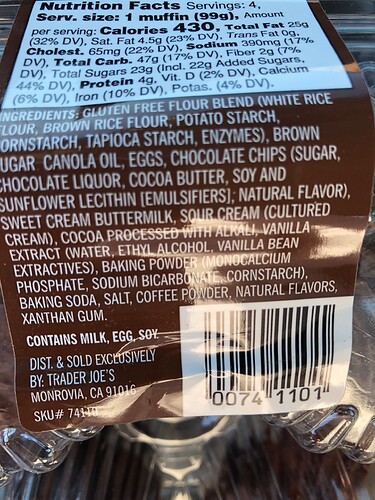 Nutrition Facts Servings: 4,
Serv. size: 1 muffin (99g), Amount
per serving: Calories 430, Total Fat 25g
(32% DV), Sat. Fat 4.5g (23% DV), Trans Fat 0g,
Cholest. 65mg (22% DV), Sodium 390mg (17%
DV), Total Carb. 47g (17% DV), Fiber 2g (7%
DV), Total Sugars 23g (Incl. 22g Added Sugars,
44% DV), Protein 4g, Vit. D (2% DV), Calcium
(6% DV), Iron (10% DV), Potas. (4% DV).
INGREDIENTS: GLUTEN FREE FLOUR BLEND (WHITE RICE
FLOUR, BROWN RICE FLOUR, POTATO STARCH,
CORNSTARCH, TAPIOCA STARCH, ENZYMES), BROWN
SUGAR CANOLA OIL, EGGS, CHOCOLATE CHIPS (SUGAR,
CHOCOLATE LIQUOR, COCOA BUTTER, SOY AND
SUNFLOWER LECITHIN [EMULSIFIERS], NATURAL FLAVOR),
SWEET CREAM BUTTERMILK, SOUR CREAM (CULTURED
CREAM), COCOA PROCESSED WITH ALKALI, VANILLA
EXTRACT (WATER, ETHYL ALCOHOL, VANILLA BEAN
EXTRACTIVES), BAKING POWDER (MONOCALCIUM
PHOSPHATE, SODIUM BICARBONATE, CORNSTARCH),
BAKING SODA, SALT, COFFEE POWDER, NATURAL FLAVORS,
XANTHAN GUM.
CONTAINS MILK, EGG, SOY
DIST. & SOLD EXCLUSIVELY
BY: TRADER JOE'S
MONROVIA, CA 91016
SKU# 74110
0074 1101